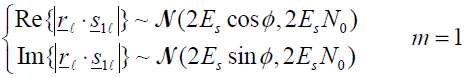 Re{|r_ℓ · s_1ℓ|} ~ 𝒩(2E_s cos ϕ, 2E_s N_0)
Im{|r_ℓ · s_1ℓ|} ~ 𝒩(2E_s sin ϕ, 2E_s N_0)
m = 1